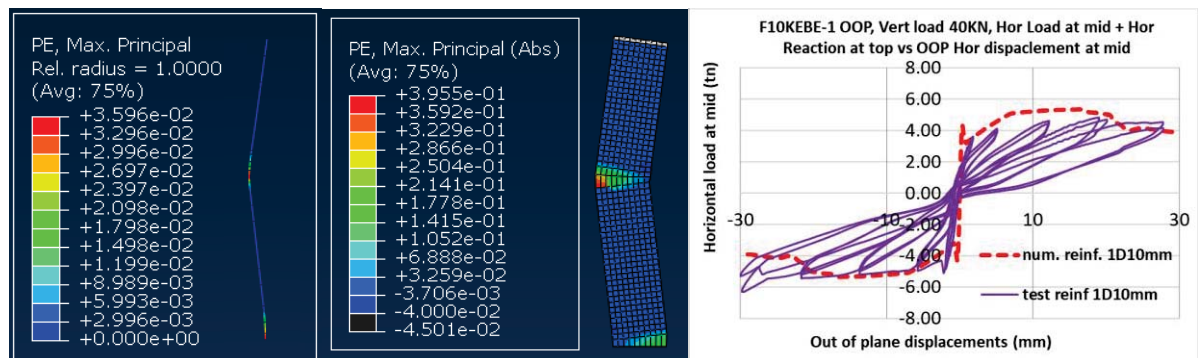 PE, Max. Principal
Rel. radius = 1.0000
(Avg: 75%)
+3.596e-02
+3.296e-02
+2.996e-02
+2.697e-02
+2.397e-02
+2.098e-02
+1.798e-02
+1.498e-02
+1.199e-02
+8.989e-03
+5.993e-03
+2.996e-03
+0.000e+00
PE, Max. Principal (Abs)
(Avg: 75%)
+3.955e-01
+3.592e-01
+3.229e-01
+2.866e-01
+2.504e-01
+2.141e-01
+1.778e-01
+1.415e-01
+1.052e-01
+6.888e-02
+3.259e-02
-3.706e-03
-4.000e-02
-4.501e-02
F10KEBE-1 OOP, Vert load 40KN, Hor Load at mid + Hor
Reaction at top vs OOP Hor dispaclement at mid
Horizontal load at mid (tn)
8.00
6.00
4.00
2.00
0.00
-2.00
-4.00
-6.00
-8.00
-30
-10
10
30
num. reinf. 1D10mm
test reinf 1D10mm
Out of plane displacements (mm)